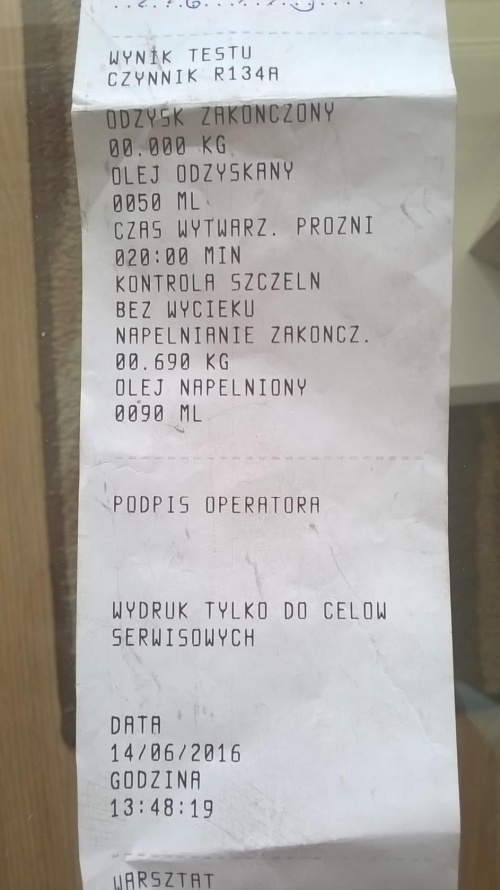 WYNIK TESTU
CZYNNIK R134A
ODZYSK ZAKONCZONY
00.000 KG
OLEJ ODZYSKANY
0050 ML
CZAS WYTWARZ. PROZNI
020:00 MIN
KONTROLA SZCZELN
BEZ WYCIEKU
NAPELNIANIE ZAKONCZ.
00.690 KG
OLEJ NAPELNIONY
0090 ML
PODPIS OPERATORA
WYDRUK TYLKO DO CELOW
SERWISOWYCH
DATA
14/06/2016
GODZINA
13:48:19
WARSZTAT